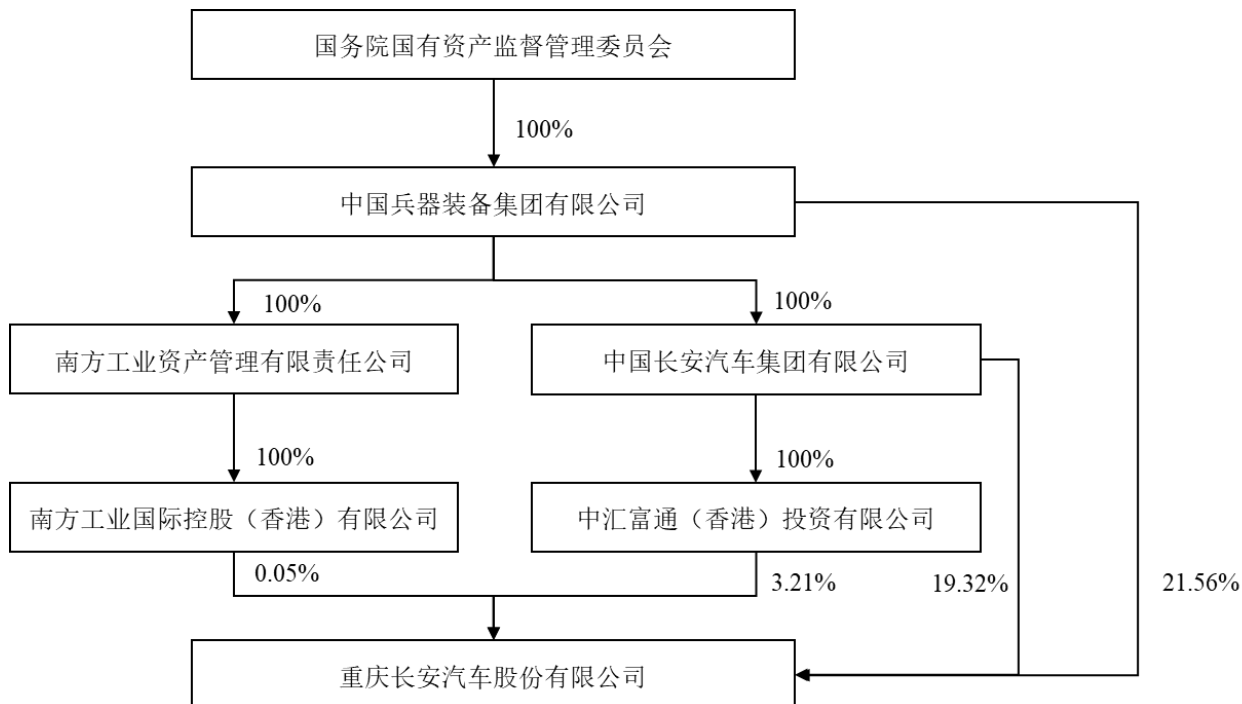 国务院国有资产监督管理委员会
100%
中国兵器装备集团有限公司
100%
100%
南方工业资产管理有限责任公司
中国长安汽车集团有限公司
100%
100%
南方工业国际控股（香港）有限公司
中汇富通（香港）投资有限公司
0.05%
3.21%
19.32%
21.56%
重庆长安汽车股份有限公司